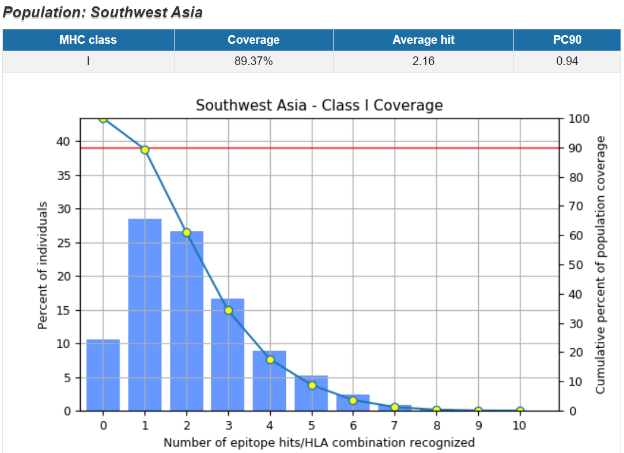 Population: Southwest Asia
MHC class Coverage Average hit PC90
I 89.37% 2.16 0.94
Southwest Asia - Class I Coverage
Percent of individuals
40
35
30
25
20
15
10
5
0
100
90
80
70
60
50
40
30
20
10
0
Cumulative percent of population coverage
0 1 2 3 4 5 6 7 8 9 10
Number of epitope hits/HLA combination recognized